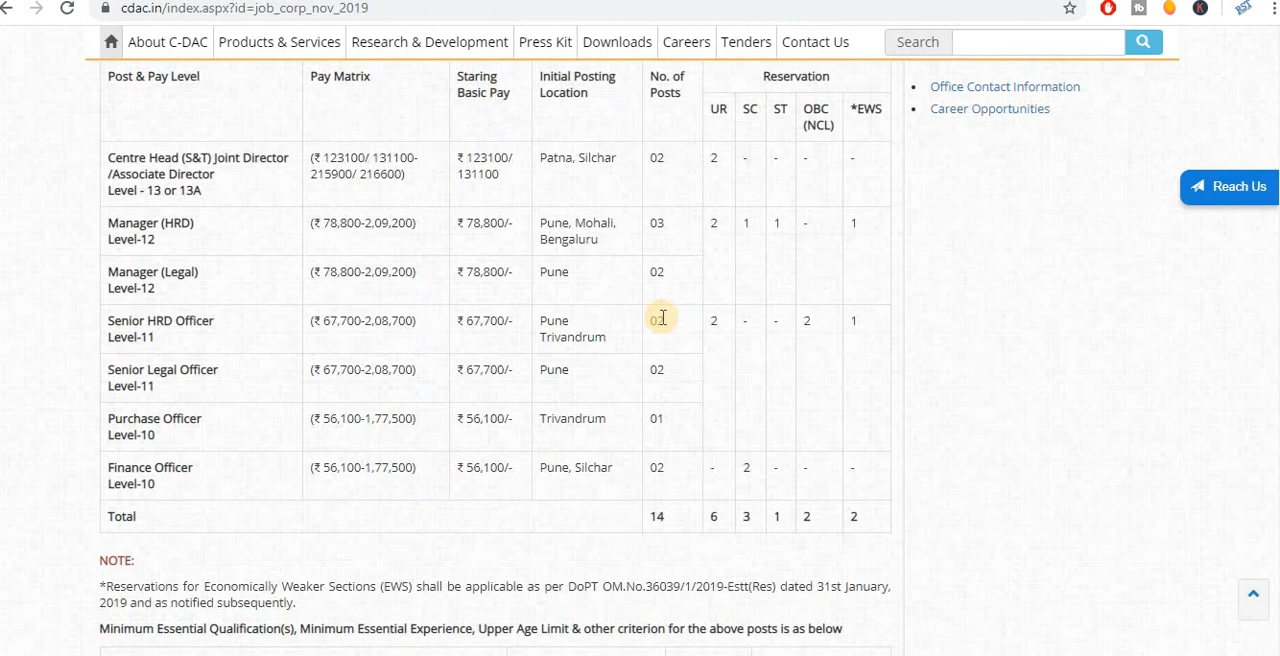 cdac.in/index.aspx?id=job_corp_nov_2019
About C-DAC Products & Services Research & Development Press Kit Downloads Careers Tenders Contact Us Search
Post & Pay Level Pay Matrix Staring Basic Pay Initial Posting Location No. of Posts Reservation
UR SC ST OBC (NCL) *EWS
Centre Head (S&T) Joint Director (₹ 123100/ 131100- ₹ 123100/ Patna, Silchar 02 2 - - - -
/Associate Director 215900/ 216600) 131100
Level - 13 or 13A
Manager (HRD) (₹ 78,800-2,09,200) ₹ 78,800/- Pune, Mohali, 03 2 1 1 - 1
Level-12 Bengaluru
Manager (Legal) (₹ 78,800-2,09,200) ₹ 78,800/- Pune 02
Level-12
Senior HRD Officer (₹ 67,700-2,08,700) ₹ 67,700/- Pune 02 2 - - 2 1
Level-11 Trivandrum
Senior Legal Officer (₹ 67,700-2,08,700) ₹ 67,700/- Pune 02
Level-11
Purchase Officer (₹ 56,100-1,77,500) ₹ 56,100/- Trivandrum 01
Level-10
Finance Officer (₹ 56,100-1,77,500) ₹ 56,100/- Pune, Silchar 02 - 2 - - -
Level-10
Total 14 6 3 1 2 2
NOTE:
*Reservations for Economically Weaker Sections (EWS) shall be applicable as per DoPT OM.No.36039/1/2019-Estt(Res) dated 31st January,
2019 and as notified subsequently.
Minimum Essential Qualification(s), Minimum Essential Experience, Upper Age Limit & other criterion for the above posts is as below
Office Contact Information
Career Opportunities
Reach Us